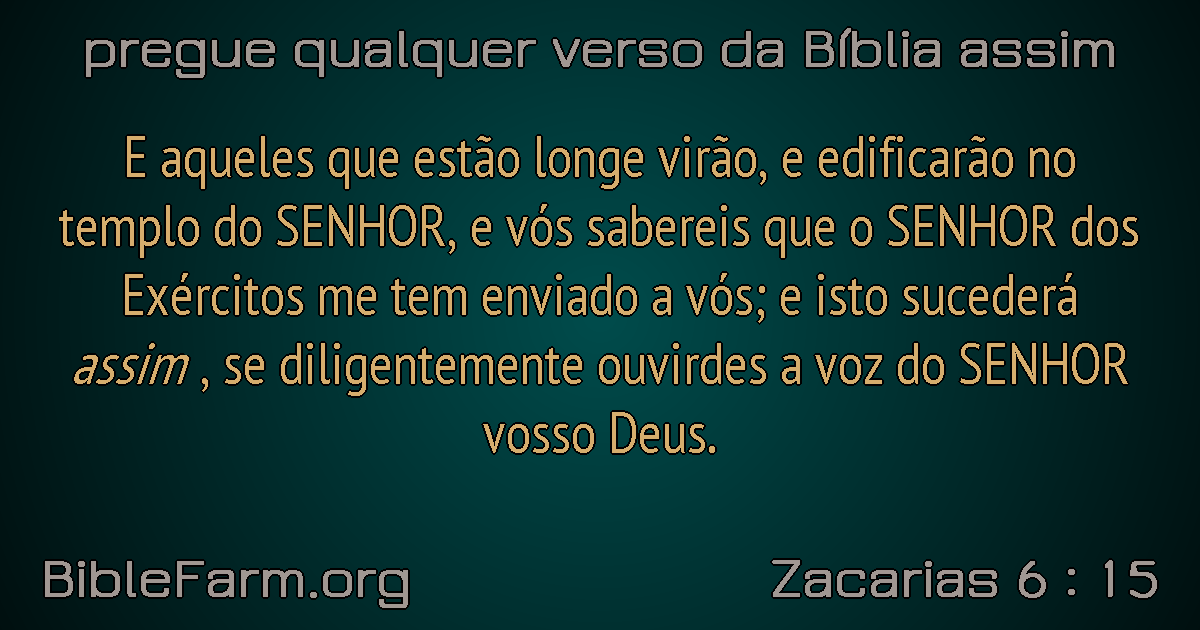 pregue qualquer verso da Bíblia assim
E aqueles que estão longe virão, e edificarão no
templo do SENHOR, e vós sabereis que o SENHOR dos
Exércitos me tem enviado a vós; e isto sucederá
assim , se diligentemente ouvirdes a voz do SENHOR
vosso Deus.
BibleFarm.org
Zacarias 6 : 15